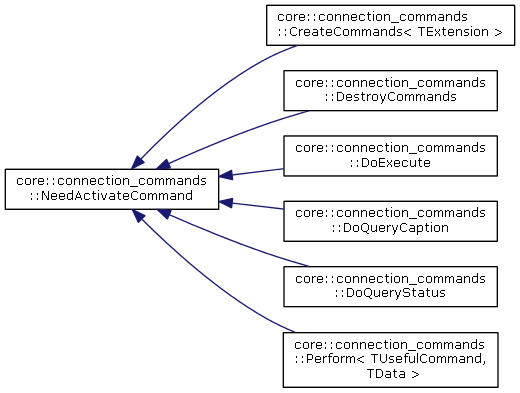 core::connection_commands
::CreateCommands< TExtension >
core::connection_commands
::DestroyCommands
core::connection_commands
::DoExecute
core::connection_commands
::NeedActivateCommand
core::connection_commands
::DoQueryCaption
core::connection_commands
::DoQueryStatus
core::connection_commands
::Perform< TUsefulCommand,
TData >